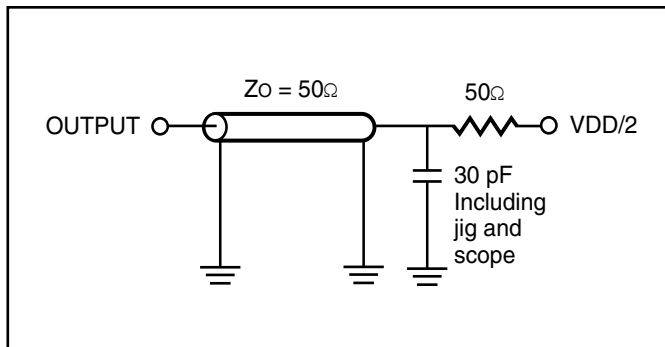 ZO = 50Ω
50Ω
OUTPUT
VDD/2
30 pF
Including
jig and
scope